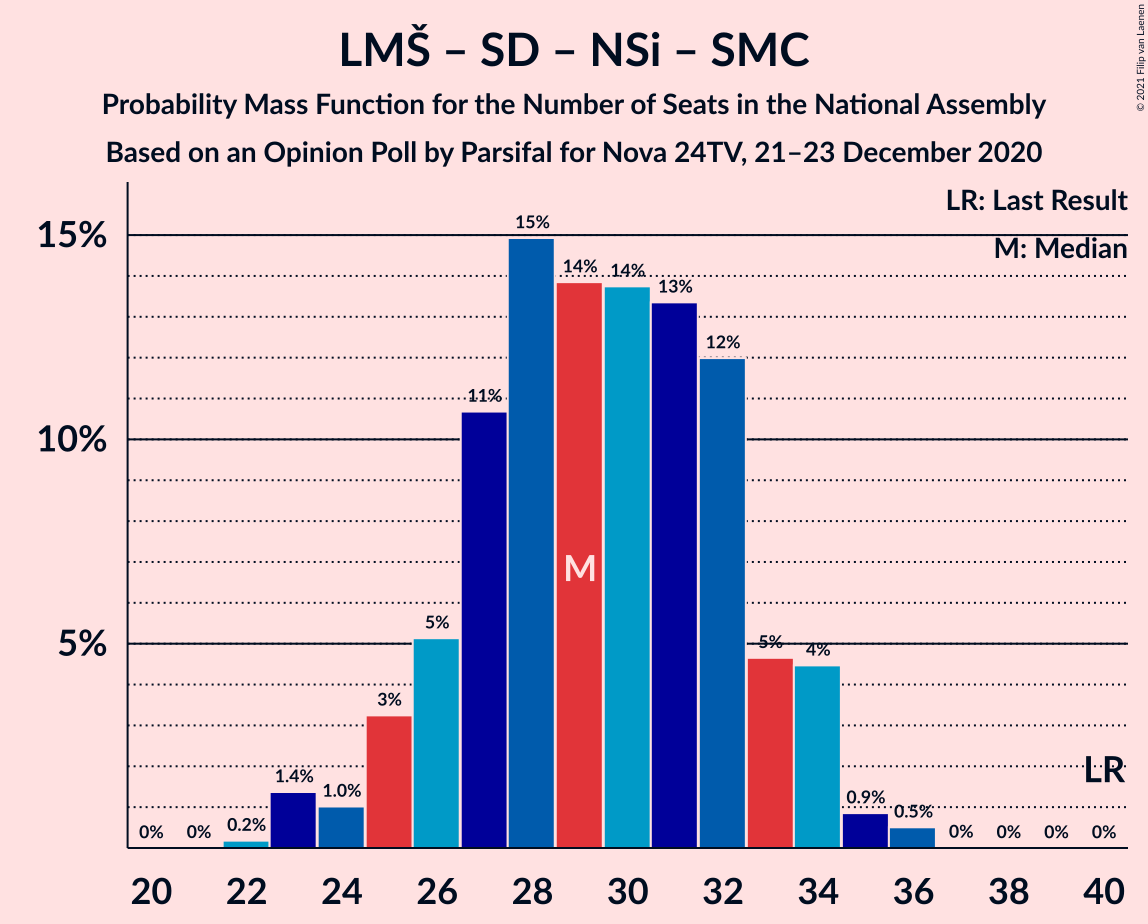 LMŠ – SD – NSi – SMC
Probability Mass Function for the Number of Seats in the National Assembly
Based on an Opinion Poll by Parsifal for Nova 24TV, 21–23 December 2020
© 2021 Filip van Laenen
LR: Last Result
M: Median
15%
10%
5%
0% 0% 0.2% 1.4% 1.0% 3% 5% 11% 15% 14% 14% 13% 12% 5% 4% 0.9% 0.5% 0% 0% 0% 0%
M
LR
20 22 24 26 28 30 32 34 36 38 40